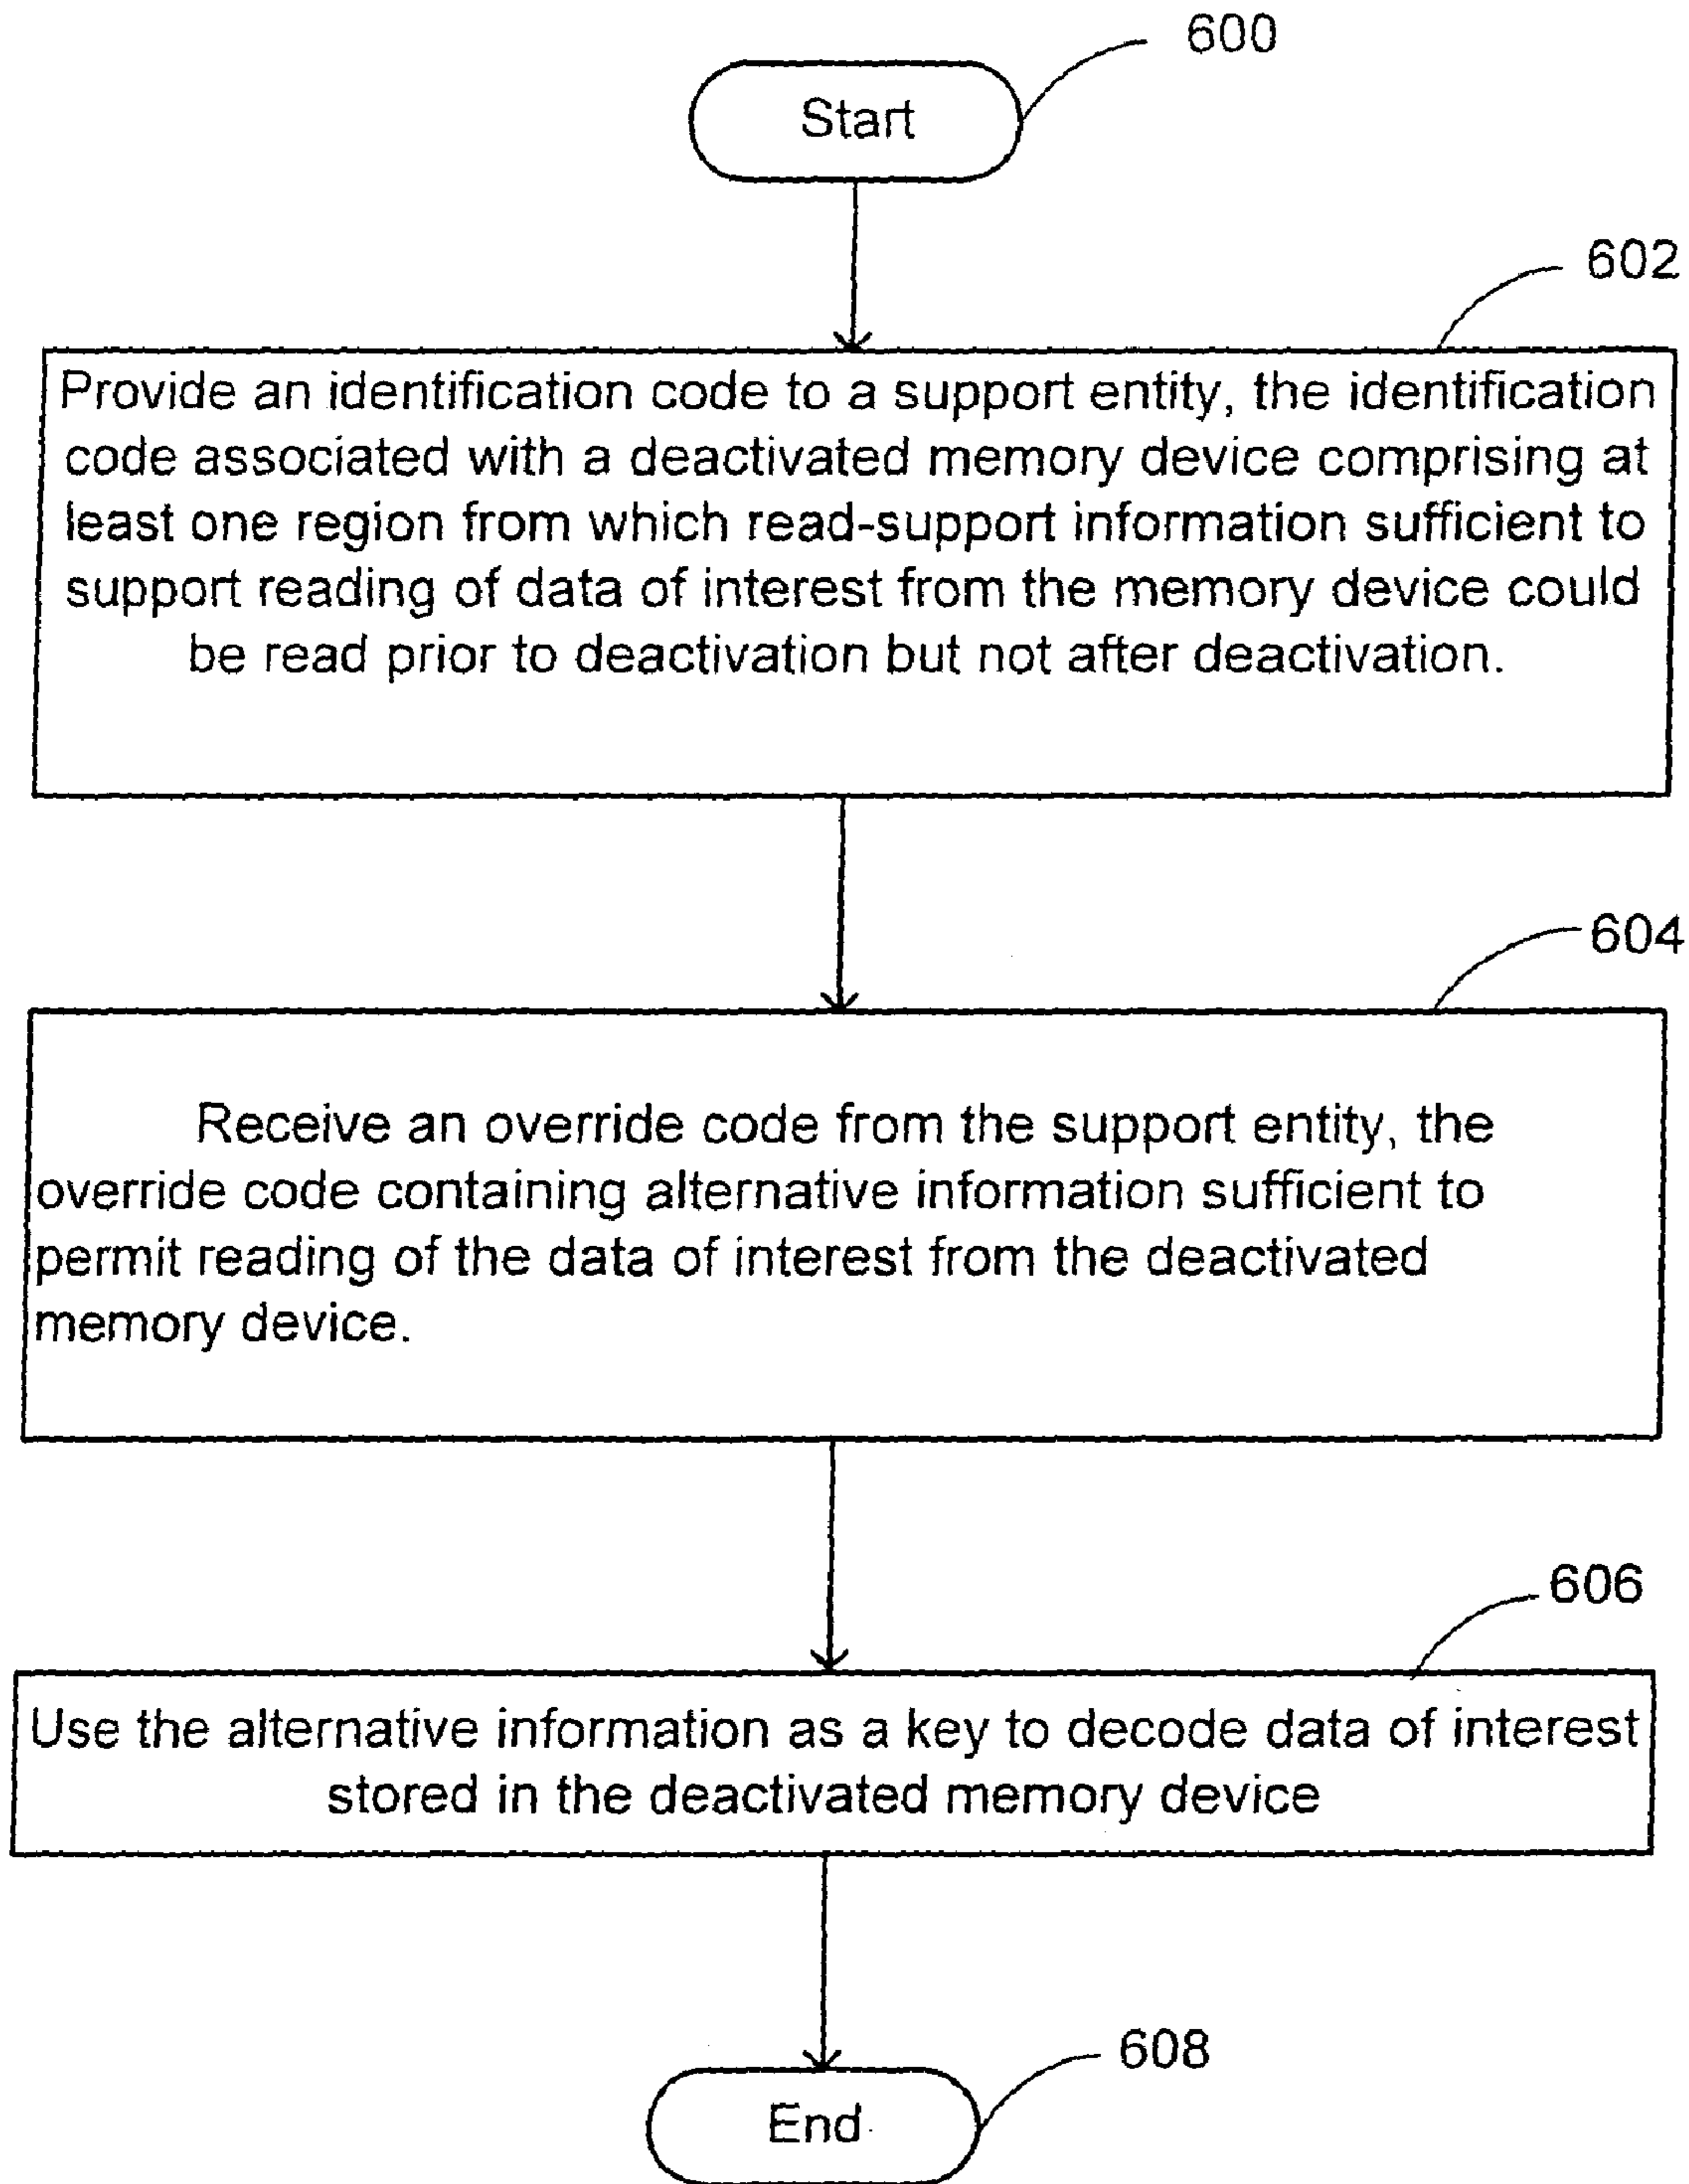 600
Start
602
Provide an identification code to a support entity, the identification
code associated with a deactivated memory device comprising at
least one region from which read-support information sufficient to
support reading of data of interest from the memory device could
be read prior to deactivation but not after deactivation.
604
Receive an override code from the support entity, the
override code containing alternative information sufficient to
permit reading of the data of interest from the deactivated
memory device.
606
Use the alternative information as a key to decode data of interest
stored in the deactivated memory device
608
End